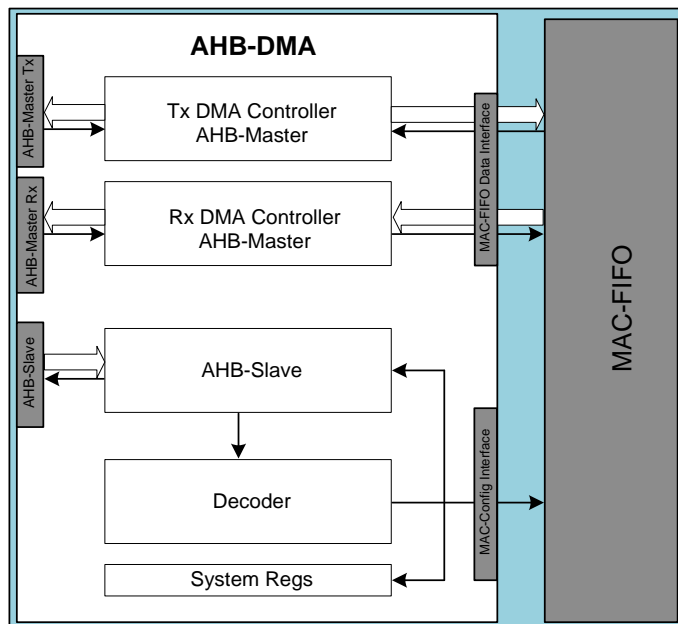 AHB-DMA
AHB-Master Tx
Tx DMA Controller
AHB-Master
MAC-FIFO Data Interface
AHB-Master Rx
Rx DMA Controller
AHB-Master
MAC-FIFO
AHB-Slave
AHB-Slave
Decoder
MAC-Config Interface
System Regs